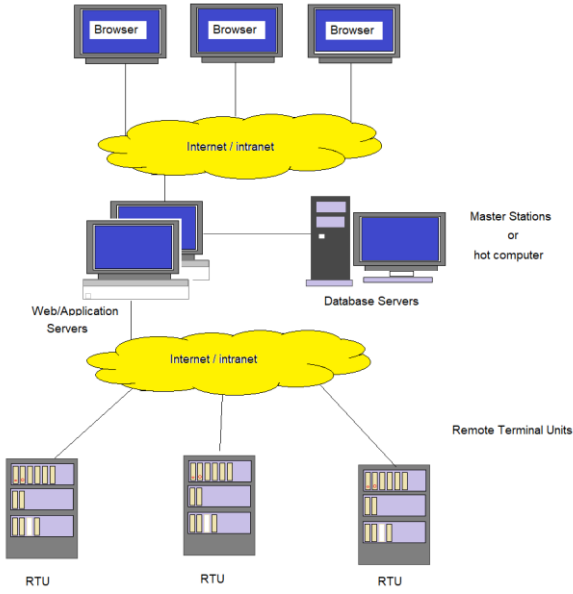 Browser
Browser
Browser
Internet / intranet
Master Stations
or
hot computer
Database Servers
Web/Application
Servers
Internet / intranet
Remote Terminal Units
RTU
RTU
RTU